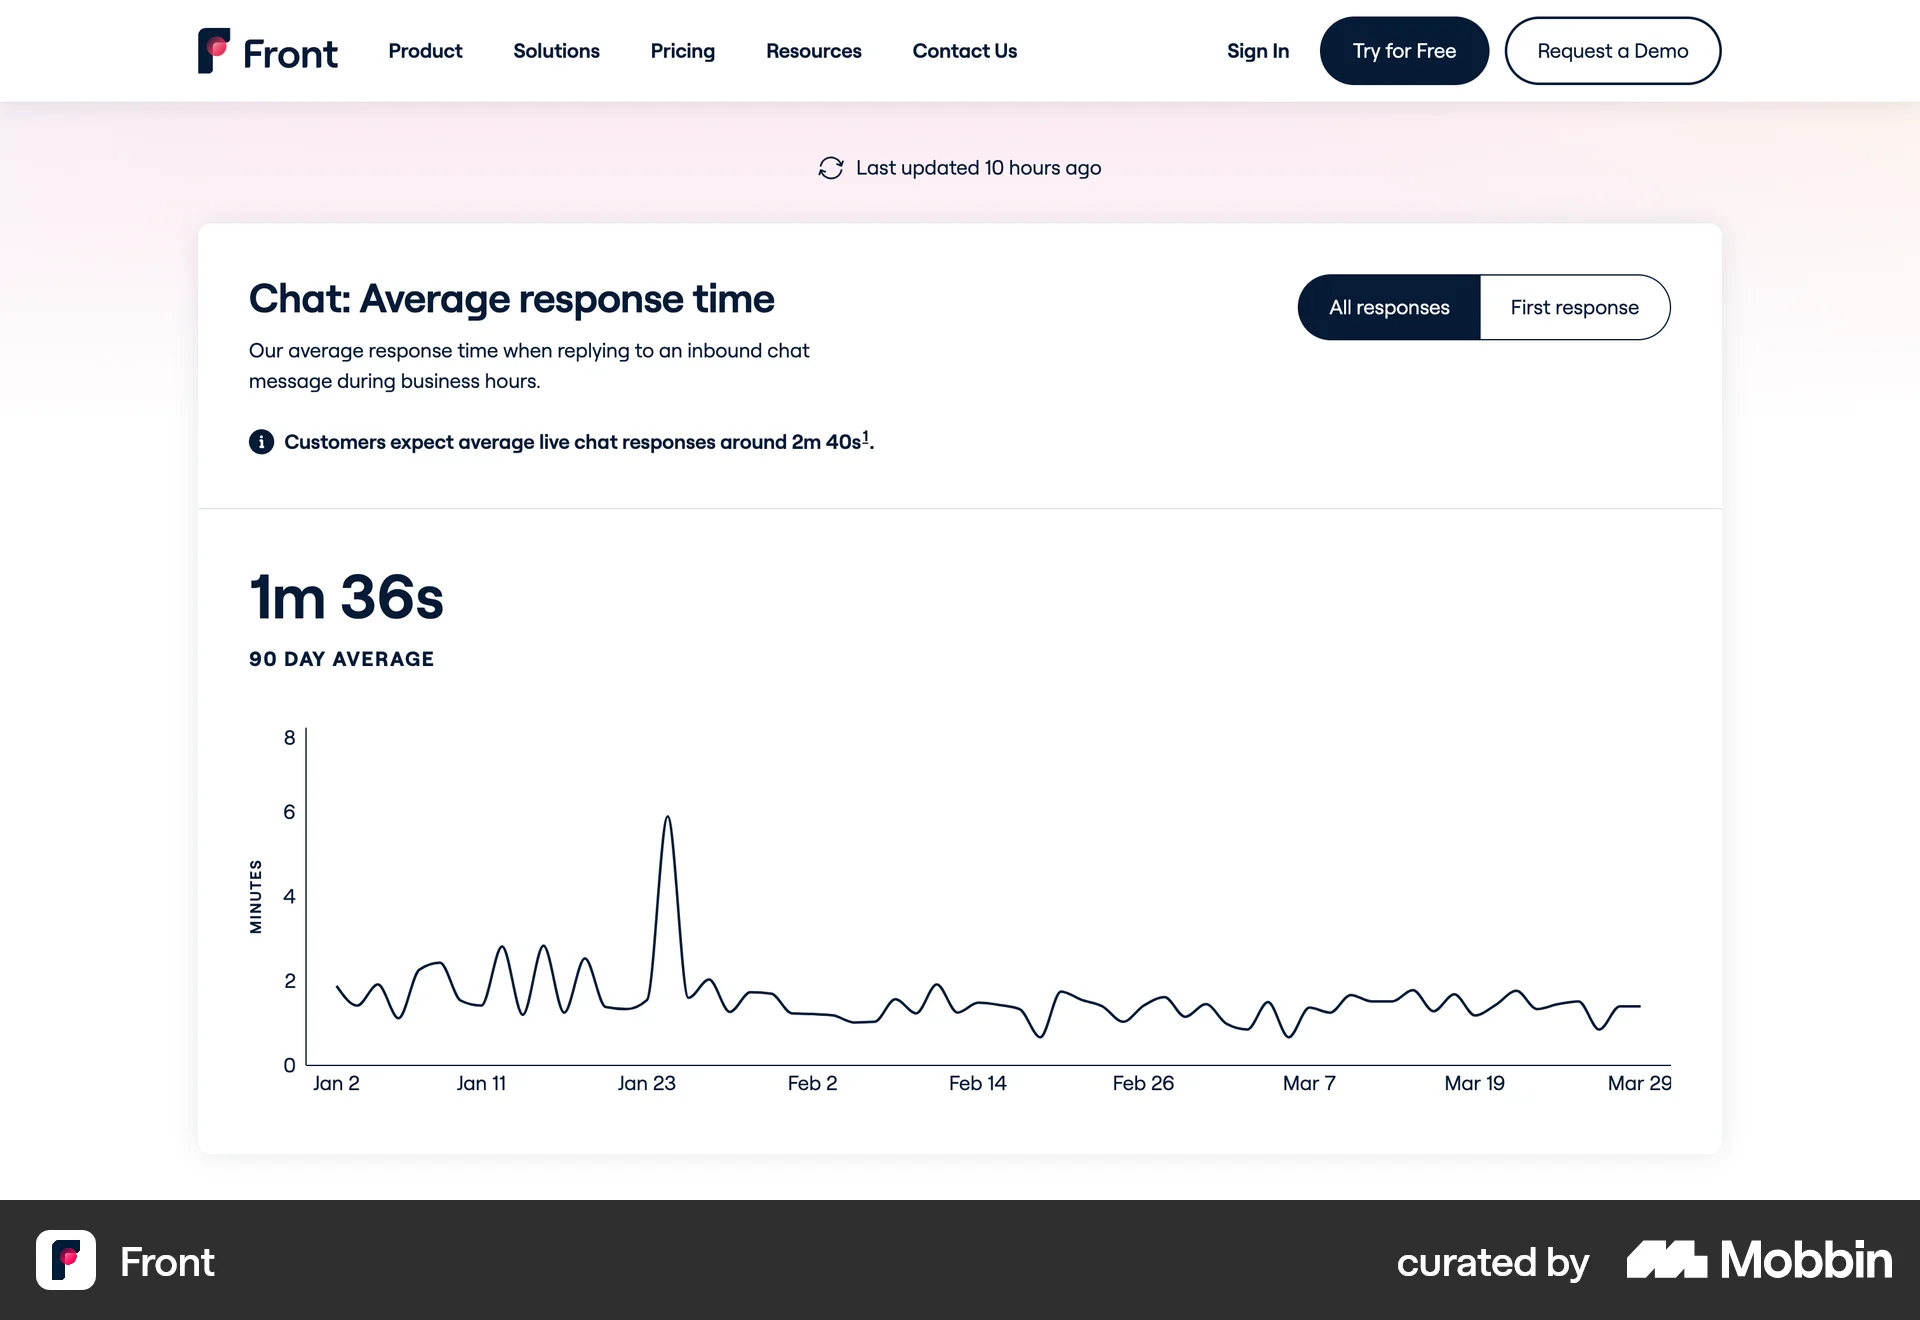 Front
Product
Solutions
Pricing
Resources
Contact Us
Sign In
Try for Free
Request a Demo
Last updated 10 hours ago
Chat: Average response time
All responses
First response
Our average response time when replying to an inbound chat
message during business hours.
Customers expect average live chat responses around 2m 40s¹.
1m 36s
90 DAY AVERAGE
MINUTES
8
6
4
2
0
Jan 2
Jan 11
Jan 23
Feb 2
Feb 14
Feb 26
Mar 7
Mar 19
Mar 29
Front
curated by
Mobbin